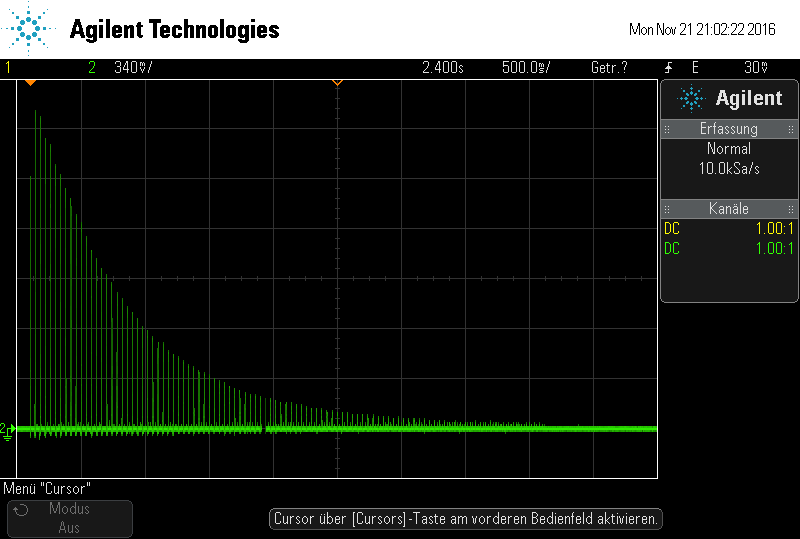 Agilent Technologies
Mon Nov 21 21:02:22 2016
1 2 340mV/ 2.400s 500.0ms/ Getr.? E 30mV
Agilent
Erfassung
Normal
10.0kSa/s
Kanäle
DC 1.00:1
DC 1.00:1
2
Menü "Cursor"
Modus
Aus
Cursor über [Cursors]-Taste am vorderen Bedienfeld aktivieren.